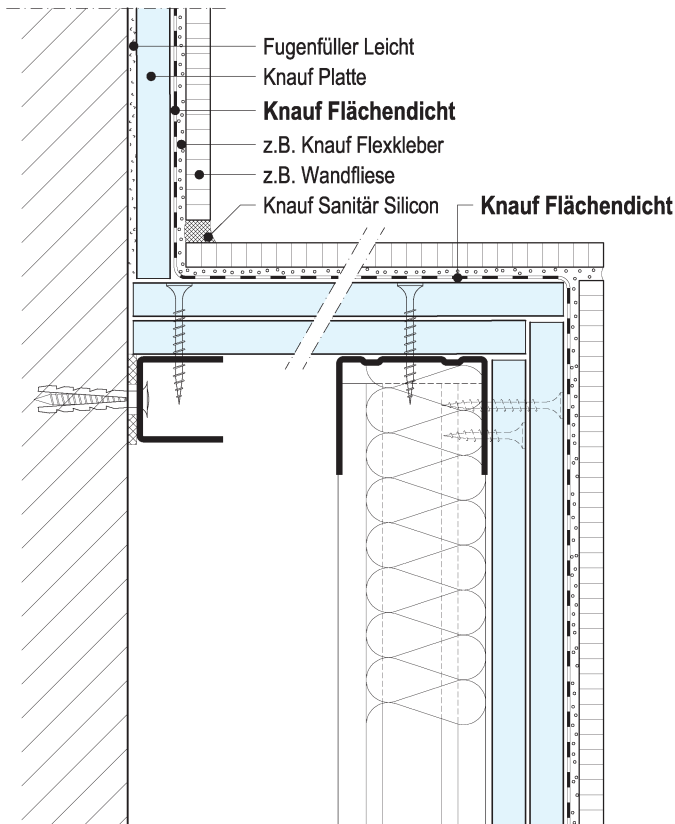 Fugenfüller Leicht
Knauf Platte
Knauf Flächendicht
z.B. Knauf Flexkleber
z.B. Wandfliese
Knauf Sanitär Silicon
Knauf Flächendicht